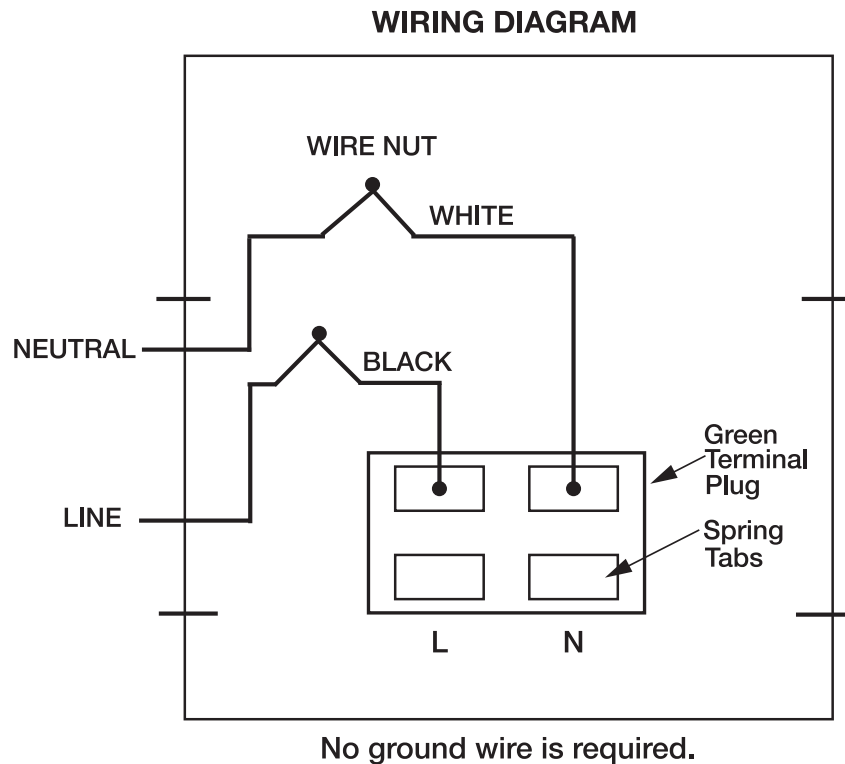 WIRING DIAGRAM
WIRE NUT
WHITE
NEUTRAL
BLACK
Green
Terminal
Plug
LINE
Spring
Tabs
L N
No ground wire is required.